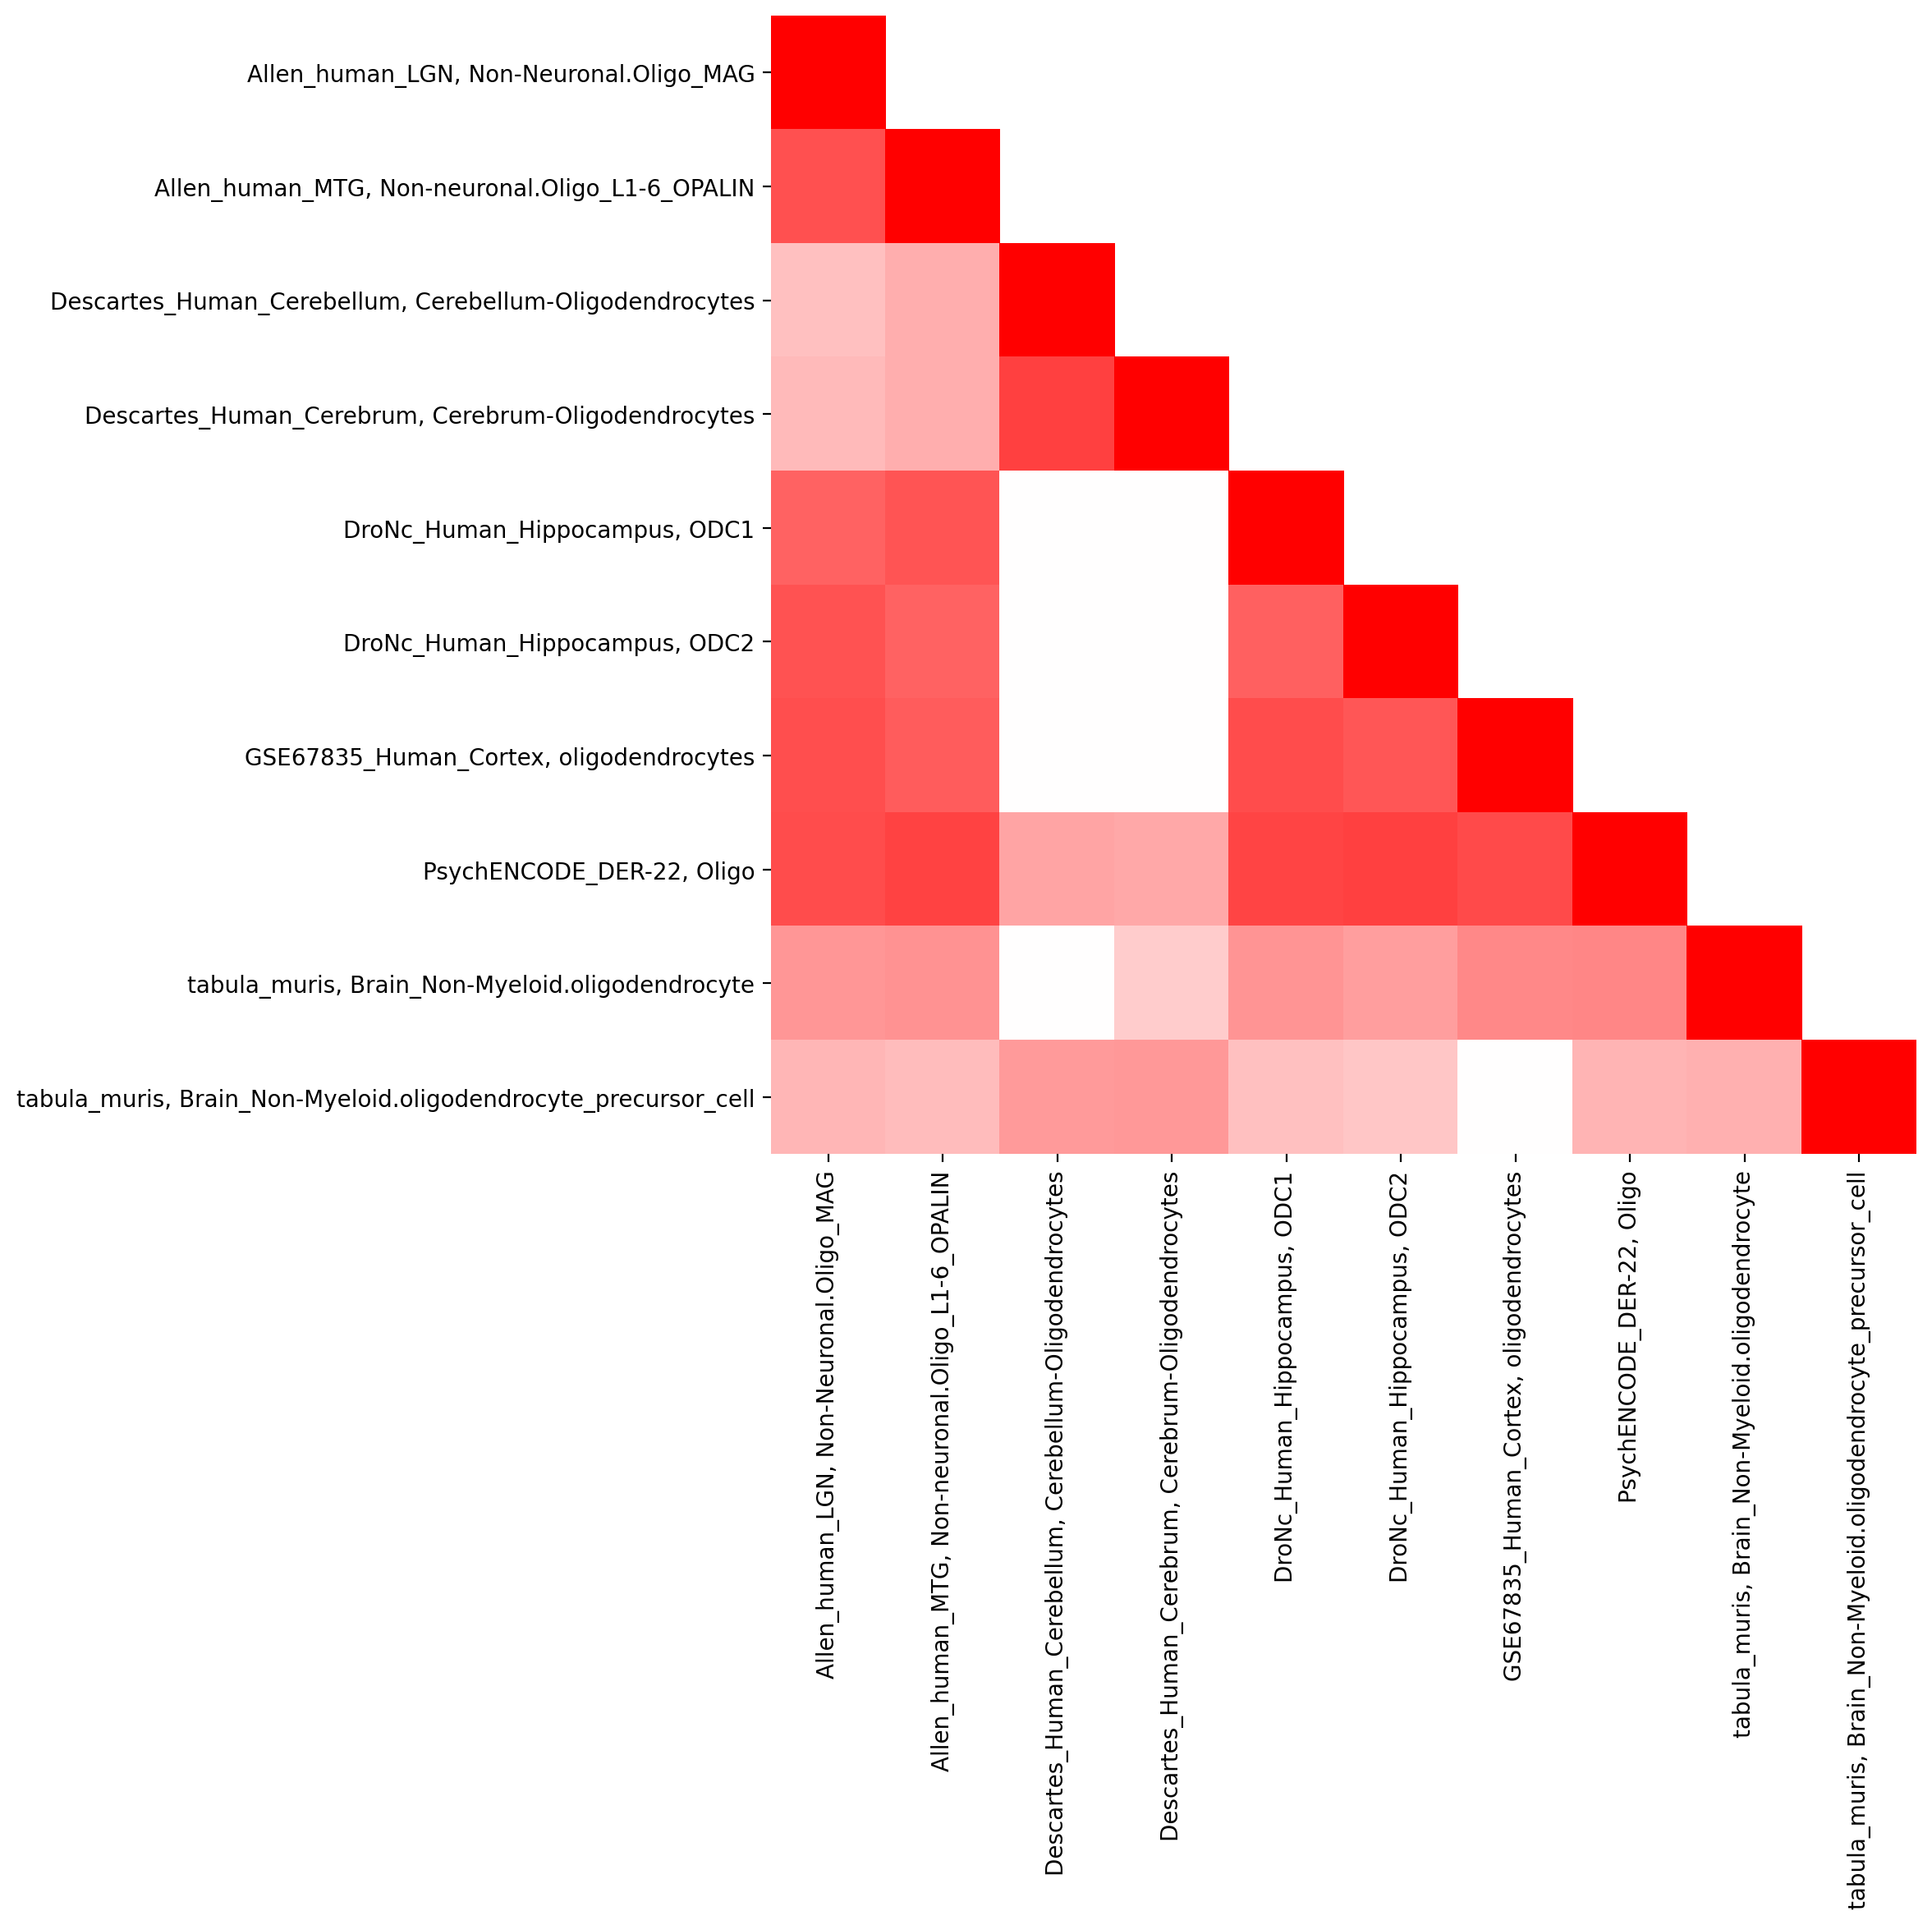 Allen_human_LGN, Non-Neuronal.Oligo_MAG
Allen_human_MTG, Non-neuronal.Oligo_L1-6_OPALIN
Descartes_Human_Cerebellum, Cerebellum-Oligodendrocytes
Descartes_Human_Cerebrum, Cerebrum-Oligodendrocytes
DroNc_Human_Hippocampus, ODC1
DroNc_Human_Hippocampus, ODC2
GSE67835_Human_Cortex, oligodendrocytes
PsychENCODE_DER-22, Oligo
tabula_muris, Brain_Non-Myeloid.oligodendrocyte
tabula_muris, Brain_Non-Myeloid.oligodendrocyte_precursor_cell
Allen_human_LGN, Non-Neuronal.Oligo_MAG
Allen_human_MTG, Non-neuronal.Oligo_L1-6_OPALIN
Descartes_Human_Cerebellum, Cerebellum-Oligodendrocytes
Descartes_Human_Cerebrum, Cerebrum-Oligodendrocytes
DroNc_Human_Hippocampus, ODC1
DroNc_Human_Hippocampus, ODC2
GSE67835_Human_Cortex, oligodendrocytes
PsychENCODE_DER-22, Oligo
tabula_muris, Brain_Non-Myeloid.oligodendrocyte
tabula_muris, Brain_Non-Myeloid.oligodendrocyte_precursor_cell